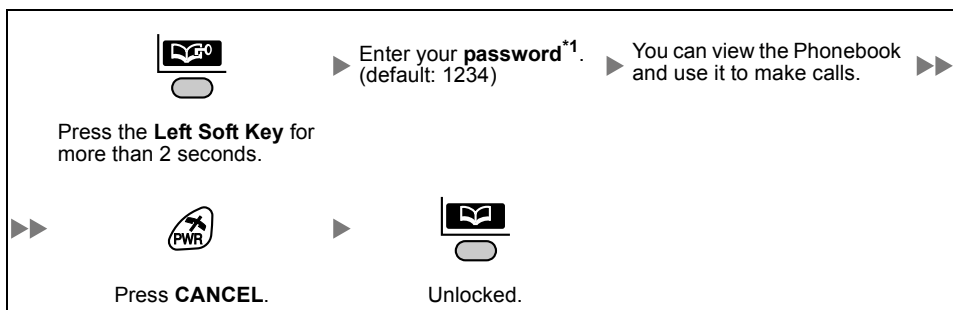 Enter your password*1.
(default: 1234)
You can view the Phonebook
and use it to make calls.
Press the Left Soft Key for
more than 2 seconds.
PWR
Press CANCEL.
Unlocked.